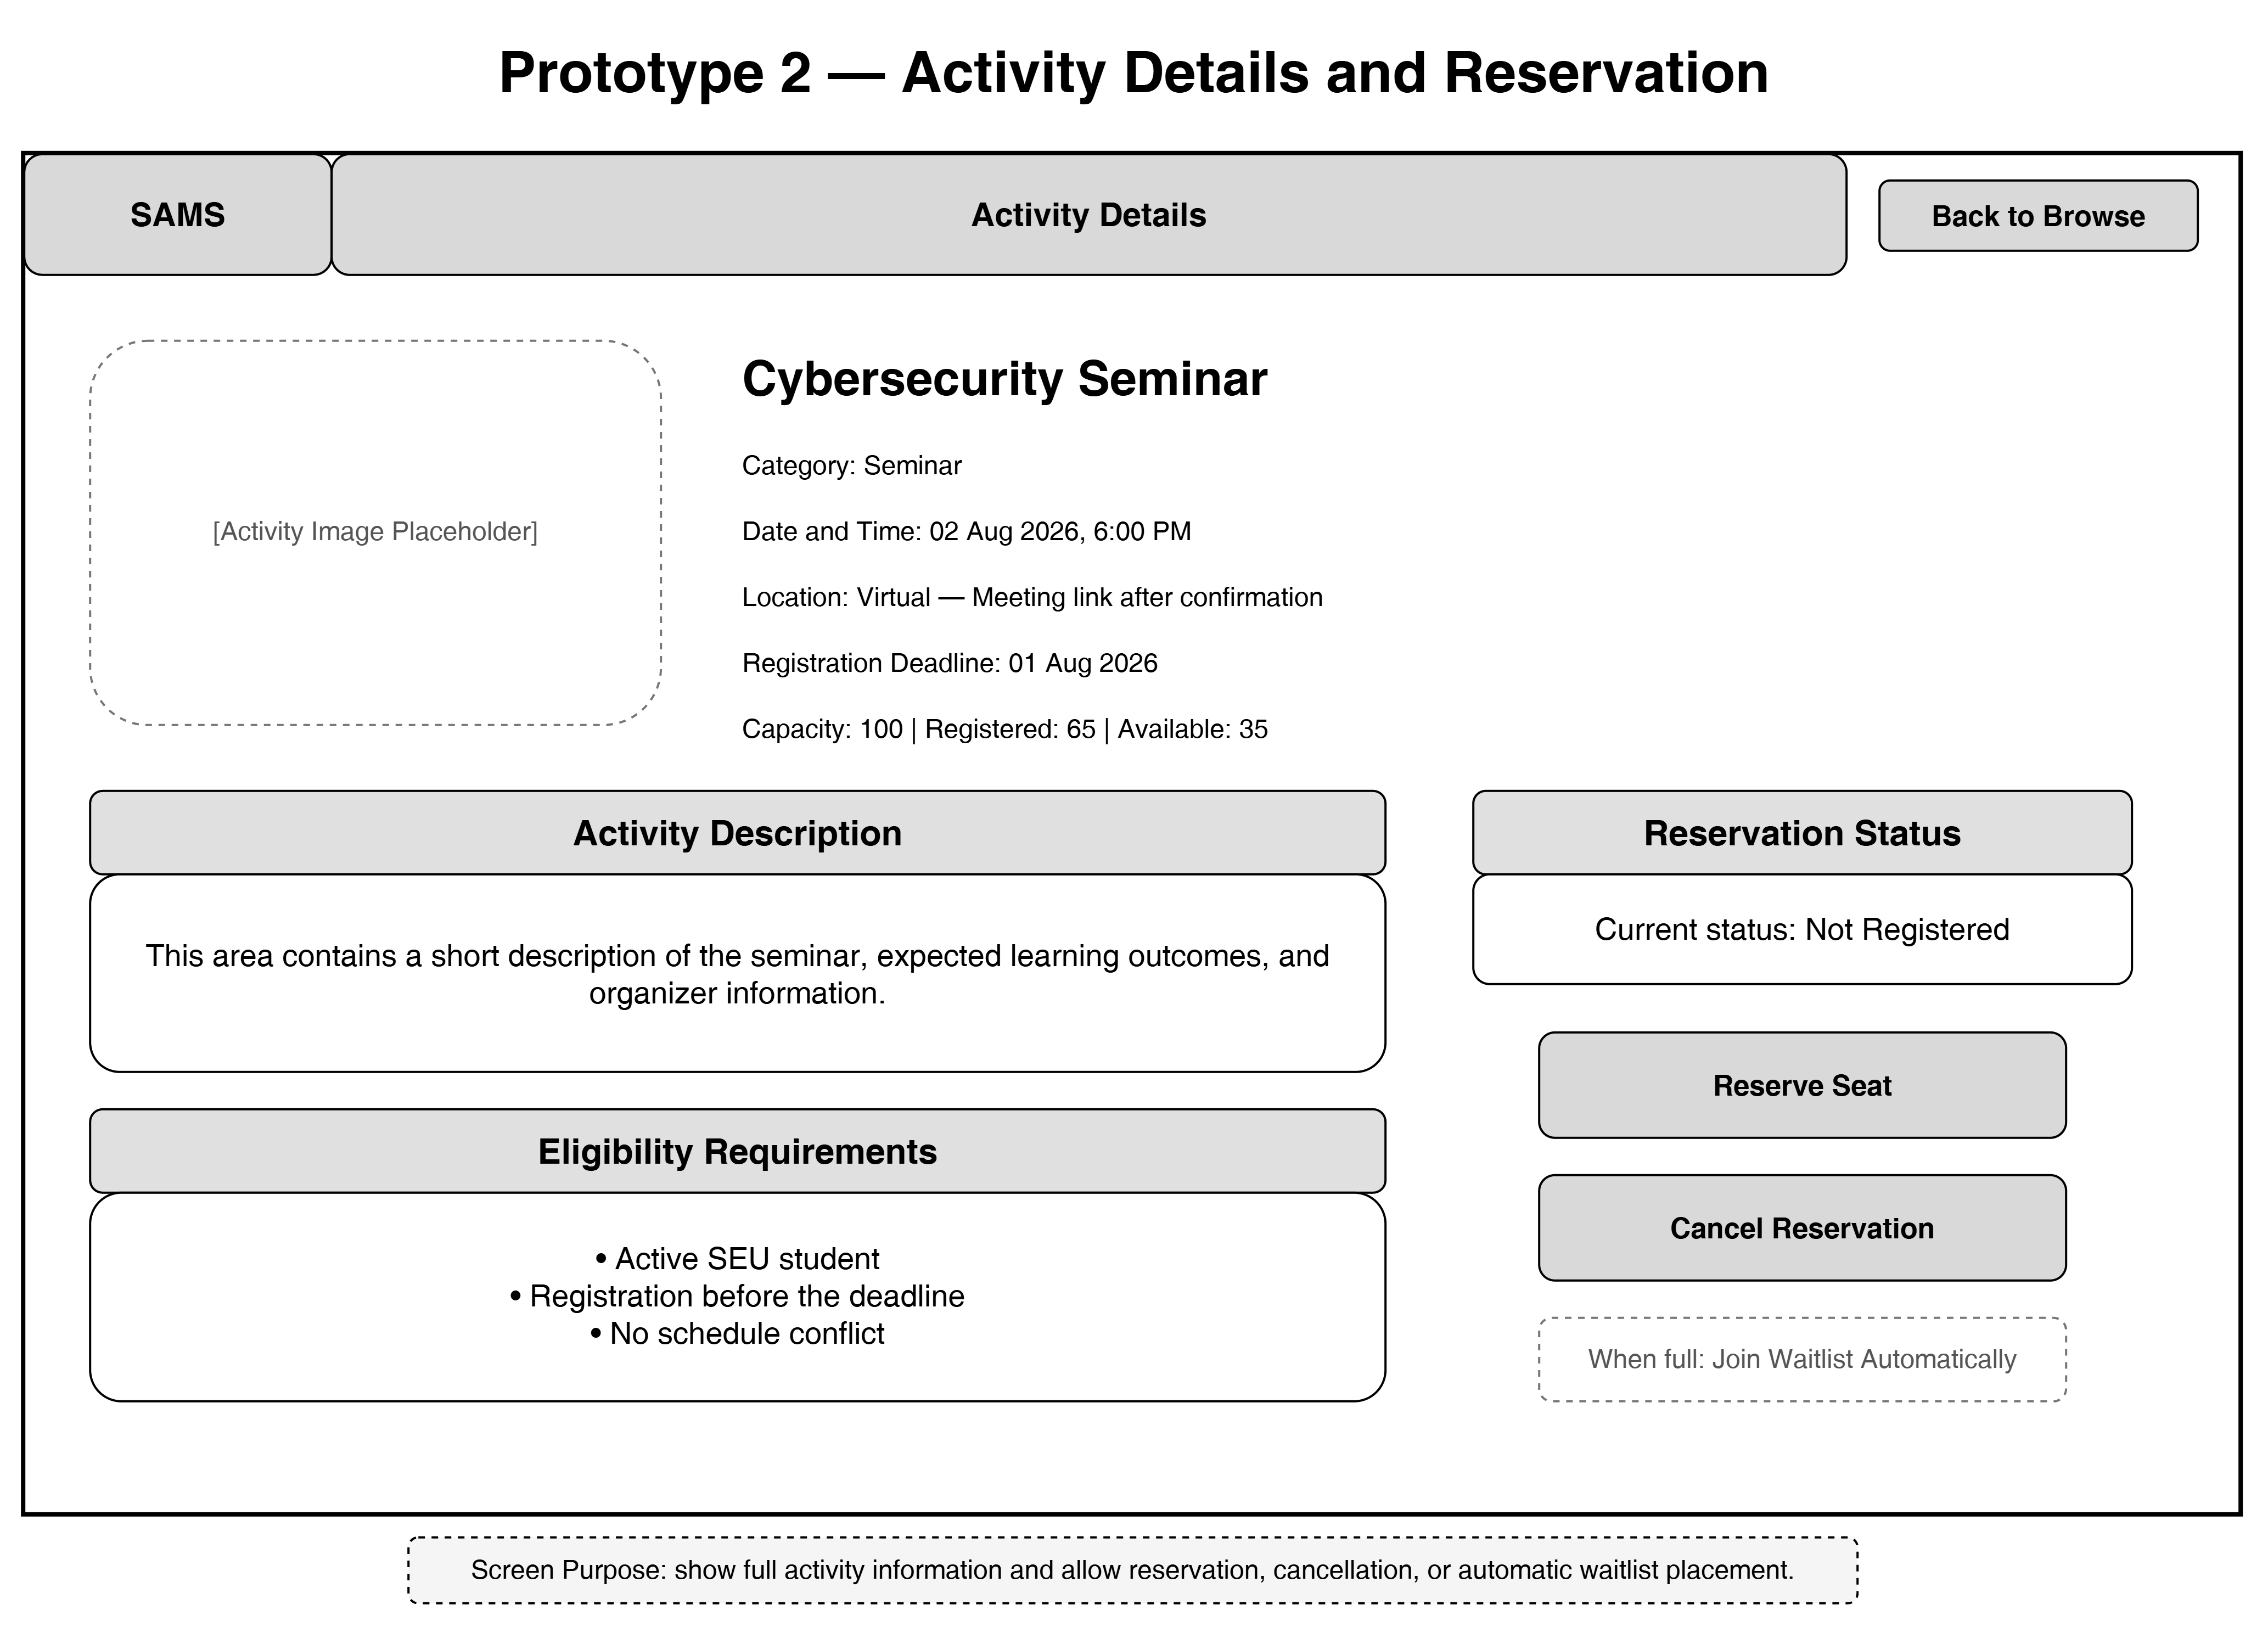 Prototype 2 — Activity Details and Reservation
SAMS
Activity Details
Back to Browse
[Activity Image Placeholder]
Cybersecurity Seminar
Category: Seminar
Date and Time: 02 Aug 2026, 6:00 PM
Location: Virtual — Meeting link after confirmation
Registration Deadline: 01 Aug 2026
Capacity: 100 | Registered: 65 | Available: 35
Activity Description
This area contains a short description of the seminar, expected learning outcomes, and
organizer information.
Eligibility Requirements
• Active SEU student
• Registration before the deadline
• No schedule conflict
Reservation Status
Current status: Not Registered
Reserve Seat
Cancel Reservation
When full: Join Waitlist Automatically
Screen Purpose: show full activity information and allow reservation, cancellation, or automatic waitlist placement.